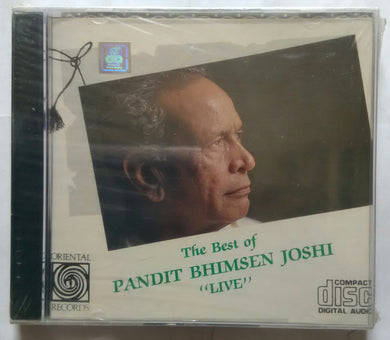 The Best of
PANDIT BHIMSEN JOSHI
"LIVE"
ORIENTAL
RECORDS
COMPACT
disc
DIGITAL AUDIO